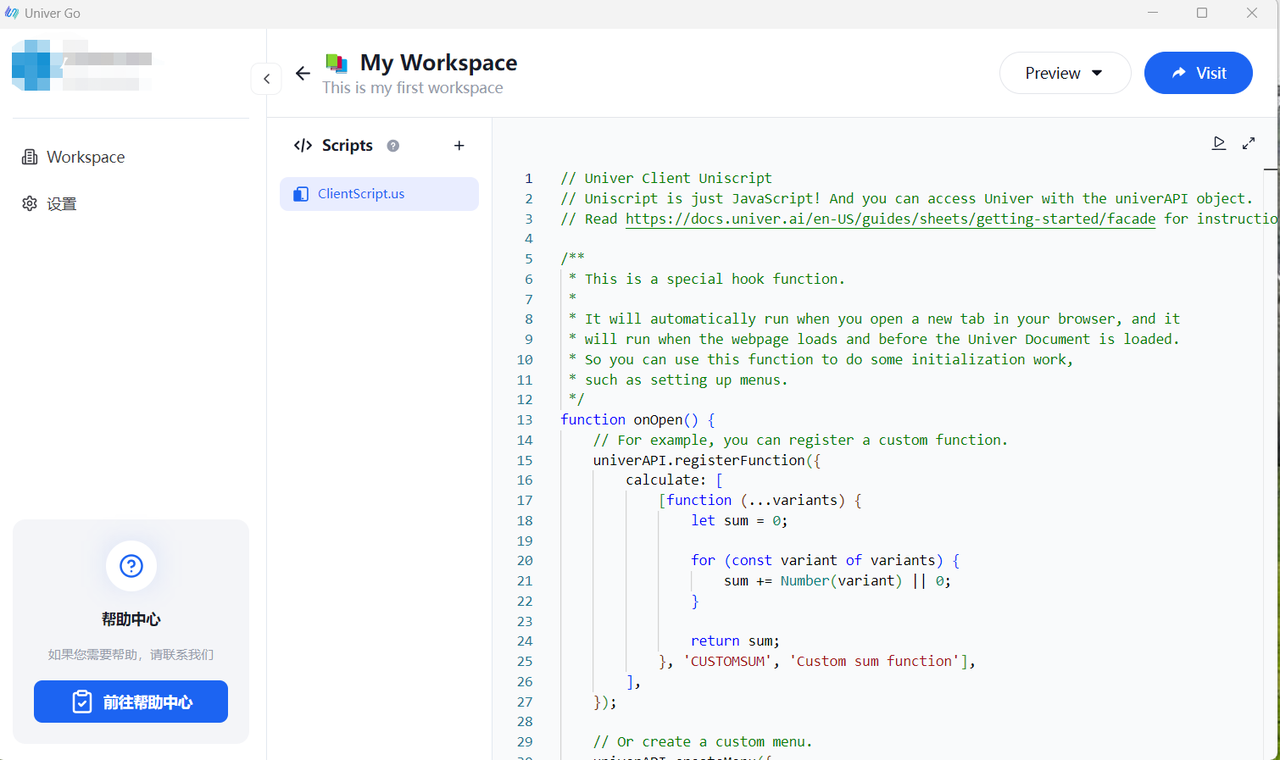 Univer Go
My Workspace
This is my first workspace
Preview
Visit
Workspace
设置
帮助中心
如果您需要帮助，请联系我们
前往帮助中心
Scripts
ClientScript.us
1 // Univer Client Uniscript
2 // Uniscript is just JavaScript! And you can access Univer with the univerAPI object.
3 // Read https://docs.univer.ai/en-US/guides/sheets/getting-started/facade for instructio
4
5 /**
6 * This is a special hook function.
7 *
8 * It will automatically run when you open a new tab in your browser, and it
9 * will run when the webpage loads and before the Univer Document is loaded.
10 * So you can use this function to do some initialization work,
11 * such as setting up menus.
12 */
13 function onOpen() {
14 // For example, you can register a custom function.
15 univerAPI.registerFunction({
16 calculate: [
17 [function (...variants) {
18 let sum = 0;
19
20 for (const variant of variants) {
21 sum += Number(variant) || 0;
22 }
23
24 return sum;
25 }, 'CUSTOMSUM', 'Custom sum function'],
26 ],
27 });
28
29 // Or create a custom menu.
30 univerAPI.createMenu({